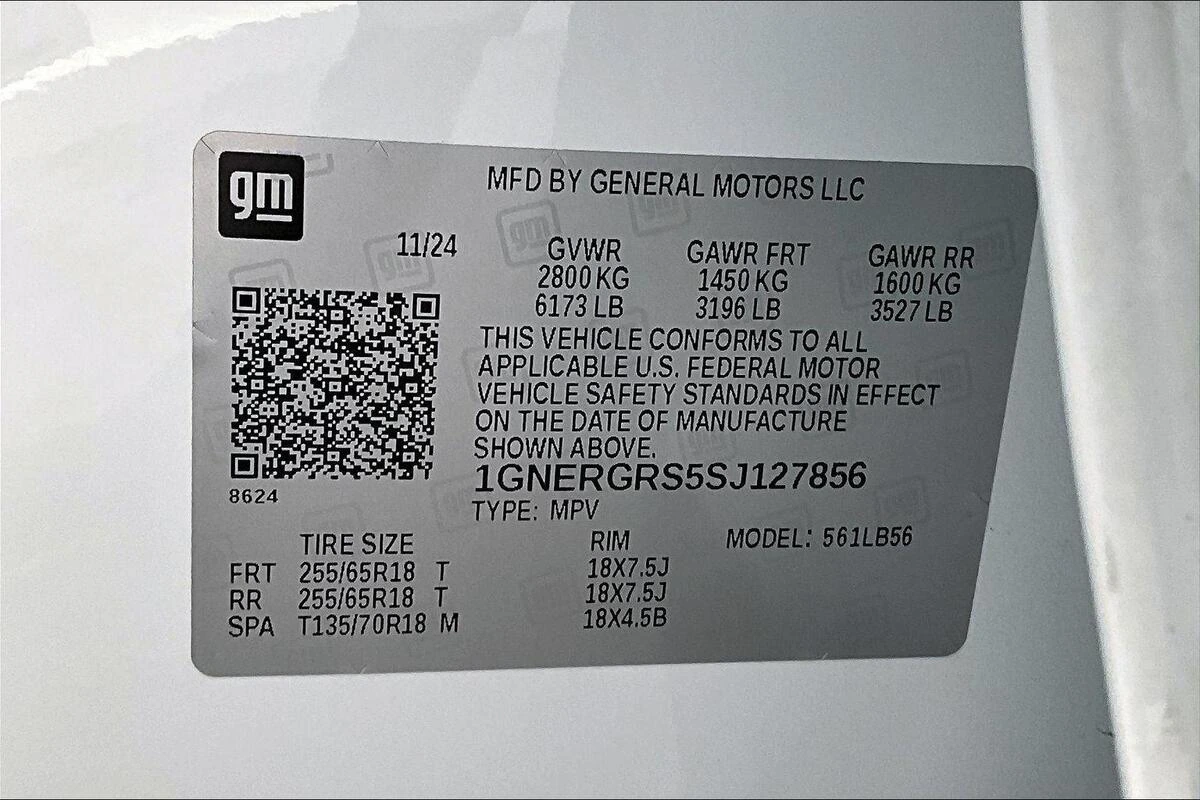 gm
MFD BY GENERAL MOTORS LLC
11/24 GVWR GAWR FRT GAWR RR
2800 KG 1450 KG 1600 KG
6173 LB 3196 LB 3527 LB
THIS VEHICLE CONFORMS TO ALL
APPLICABLE U.S. FEDERAL MOTOR
VEHICLE SAFETY STANDARDS IN EFFECT
ON THE DATE OF MANUFACTURE
SHOWN ABOVE.
1GNERGRS5SJ127856
8624
TYPE: MPV
TIRE SIZE RIM MODEL: 561LB56
FRT 255/65R18 T 18X7.5J
RR 255/65R18 T 18X7.5J
SPA T135/70R18 M 18X4.5B